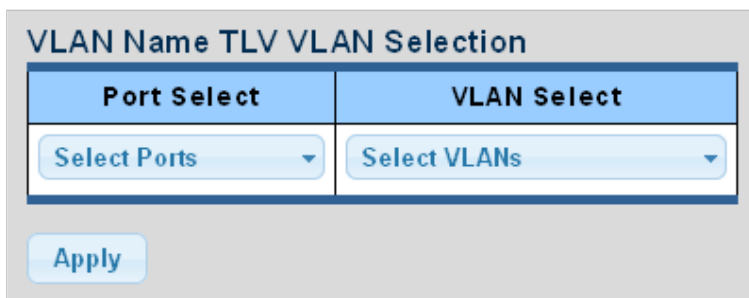 VLAN Name TLV VLAN Selection
Port Select VLAN Select
Select Ports Select VLANs
Apply